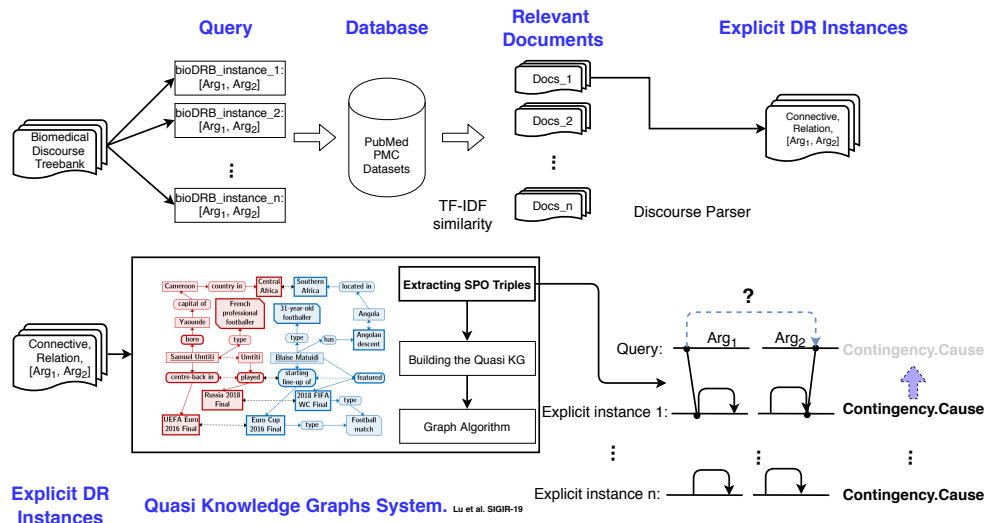 Query
Database
Relevant
Documents
Explicit DR Instances
bioDRB_instance_1:
[Arg1, Arg2]
bioDRB_instance_2:
[Arg1, Arg2]
...
bioDRB_instance_n:
[Arg1, Arg2]
Biomedical
Discourse
Treebank
PubMed
PMC
Datasets
Docs_1
Docs_2
...
Docs_n
Connective,
Relation,
[Arg1, Arg2]
TF-IDF
similarity
Discourse Parser
Connective,
Relation,
[Arg1, Arg2]
Cameroon
country in
Central
Africa
Southern
Africa
located in
capital of
French
professional
footballer
31-year-old
footballer
Angola
Yaounde
born
type
type
has
Angolan
descent
Samuel Umtiti
Umtiti
Blaise Matuidi
centre-back in
played
starting
line-up of
featured
Russia 2018
Final
2018 FIFA
WC Final
type
UEFA Euro
2016 Final
Euro Cup
2016 Final
type
Football
match
Extracting SPO Triples
Building the Quasi KG
Graph Algorithm
?
Query:
Arg1
Arg2
Contingency.Cause
Explicit instance 1:
Contingency.Cause
...
...
...
Explicit instance n:
Contingency.Cause
Explicit DR
Instances
Quasi Knowledge Graphs System. Lu et al. SIGIR-19